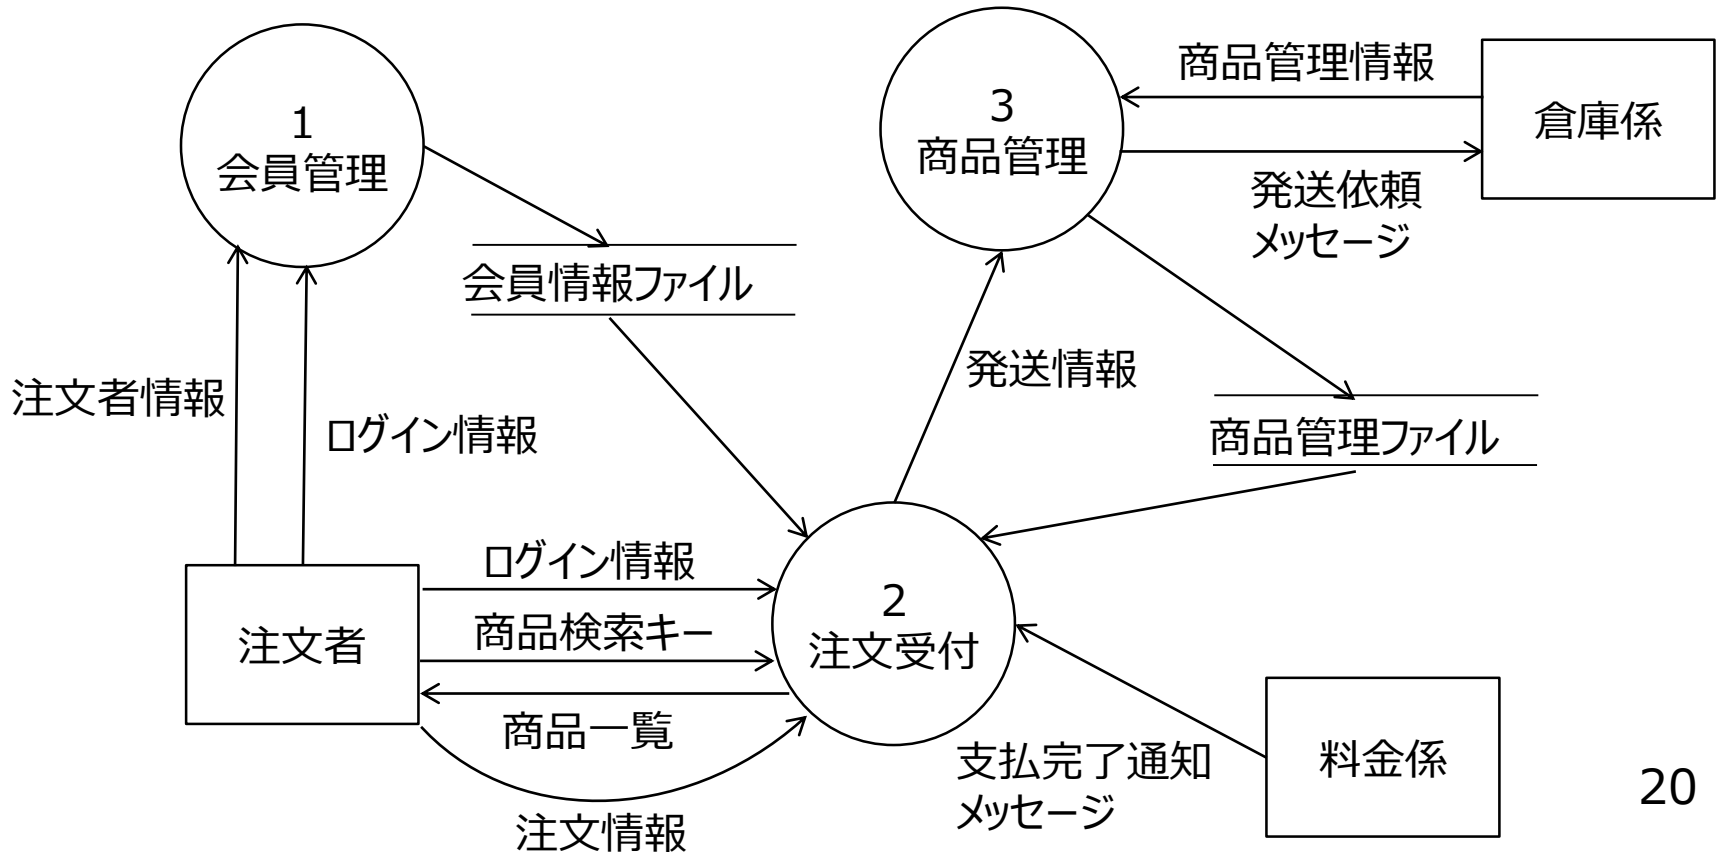 1
会員管理
3
商品管理
商品管理情報
倉庫係
発送依頼
メッセージ
会員情報ファイル
注文者情報
ログイン情報
発送情報
商品管理ファイル
ログイン情報
商品検索キー
注文者
2
注文受付
商品一覧
注文情報
支払完了通知
メッセージ
料金係
20